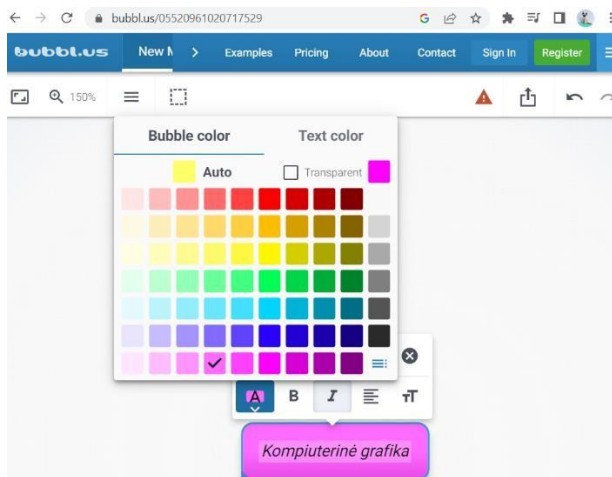 bubbl.us/05520961020717529
bubbl.us New M Examples Pricing About Contact Sign In Register
150%
Bubble color Text color
Auto Transparent
A B I TT
Kompiuterinė grafika